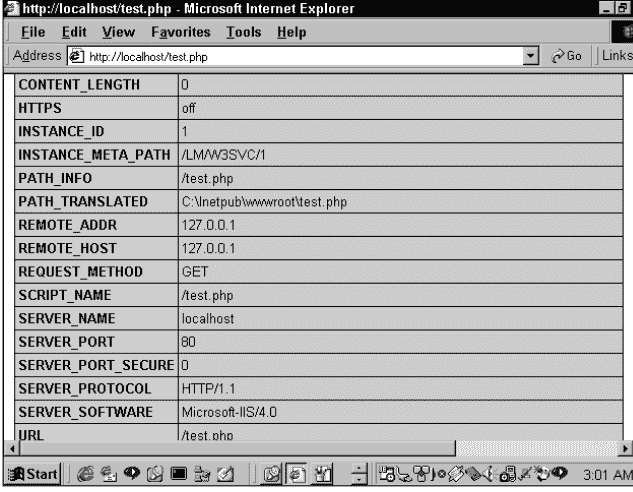 http://localhost/test.php - Microsoft Internet Explorer
File Edit View Favorites Tools Help
Address http://localhost/test.php Go Links
CONTENT_LENGTH 0
HTTPS off
INSTANCE_ID 1
INSTANCE_META_PATH /LM/W3SVC/1
PATH_INFO /test.php
PATH_TRANSLATED C:\Inetpub\wwwroot\test.php
REMOTE_ADDR 127.0.0.1
REMOTE_HOST 127.0.0.1
REQUEST_METHOD GET
SCRIPT_NAME /test.php
SERVER_NAME localhost
SERVER_PORT 80
SERVER_PORT_SECURE 0
SERVER_PROTOCOL HTTP/1.1
SERVER_SOFTWARE Microsoft-IIS/4.0
URL /test.php
Start 3:01 AM